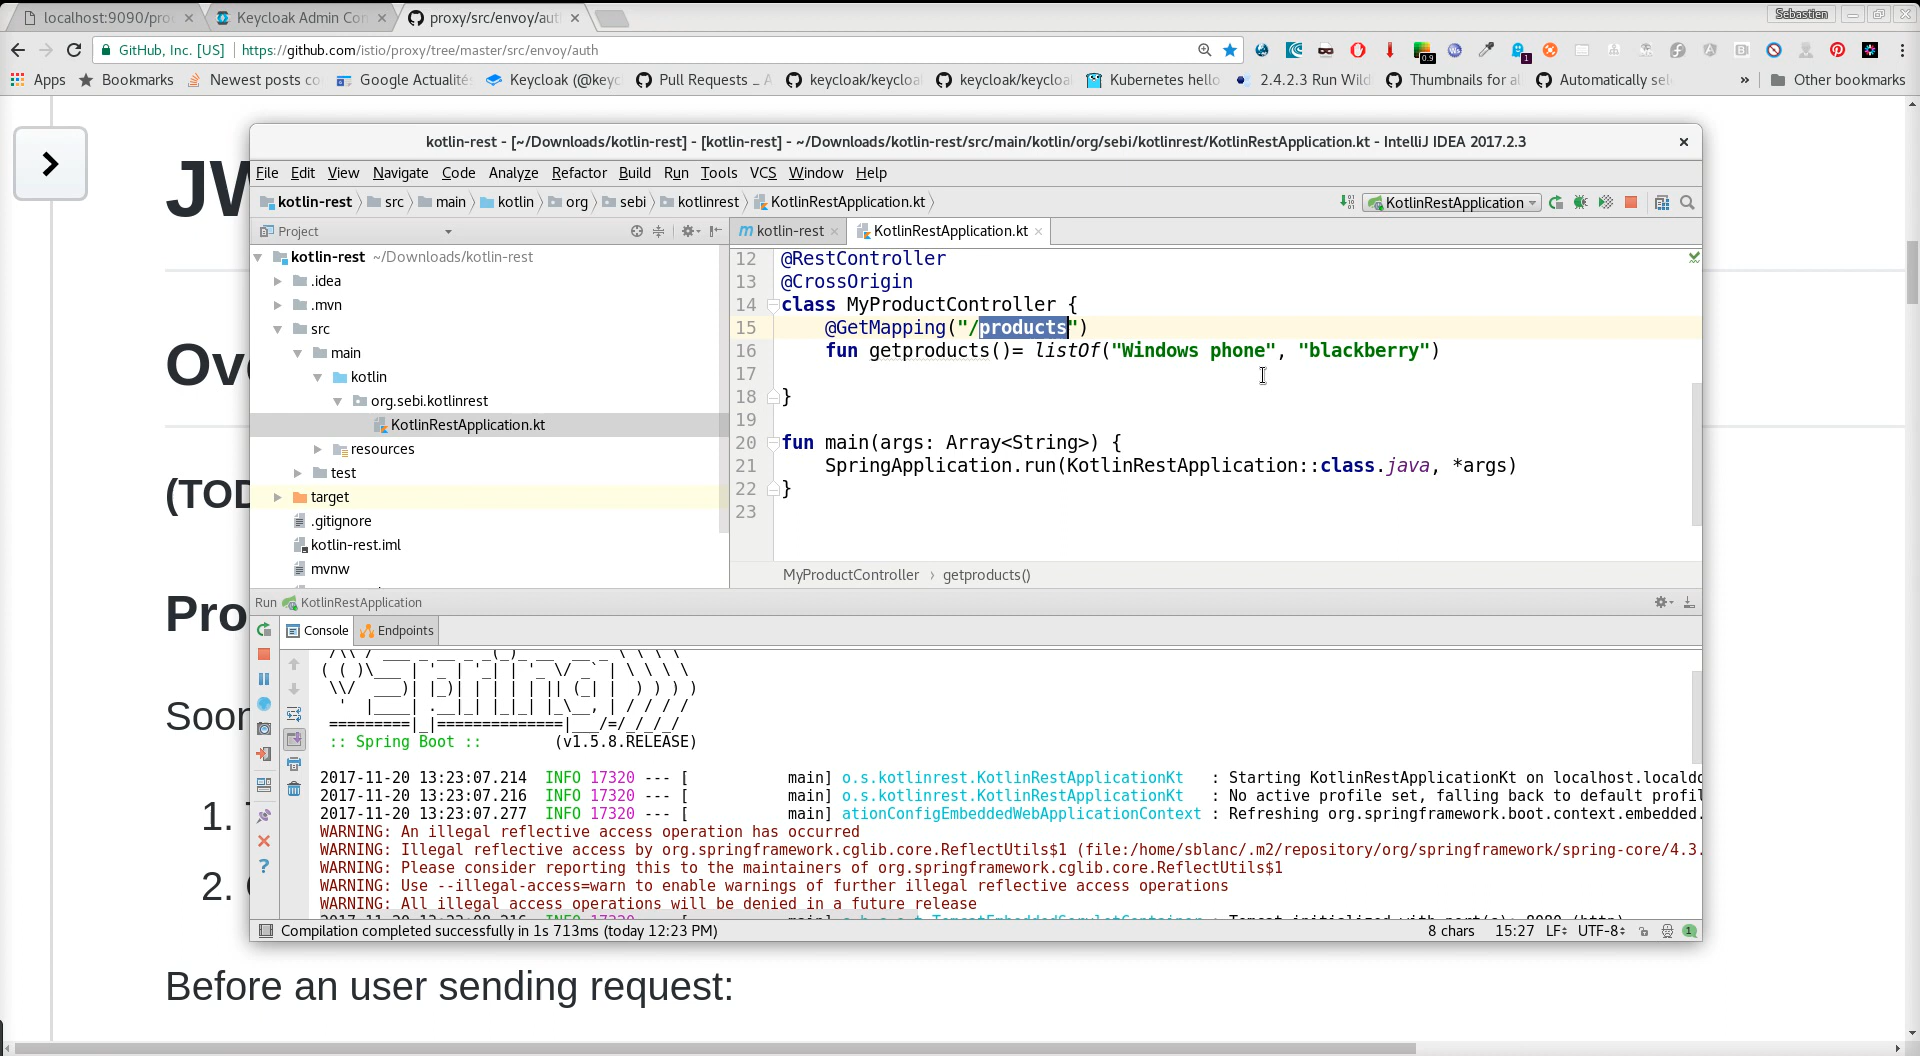 localhost:9090/pro
Keycloak Admin Con
proxy/src/envoy/aut
Sebastien
GitHub, Inc. [US]
https://github.com/istio/proxy/tree/master/src/envoy/auth
0.9
1
Apps
Bookmarks
Newest posts co
Google Actualité
Keycloak (@keyc
Pull Requests _ A
keycloak/keycloa
keycloak/keycloa
Kubernetes hello
2.4.2.3 Run Wild
Thumbnails for a
Automatically se
»
Other bookmarks
JW
Ov
(TOD
Pro
Soon
1.
2.
Before an user sending request:
kotlin-rest - [~/Downloads/kotlin-rest] - [kotlin-rest] - ~/Downloads/kotlin-rest/src/main/kotlin/org/sebi/kotlinrest/KotlinRestApplication.kt - IntelliJ IDEA 2017.2.3
File Edit View Navigate Code Analyze Refactor Build Run Tools VCS Window Help
kotlin-rest src main kotlin org sebi kotlinrest KotlinRestApplication.kt
KotlinRestApplication
Project
kotlin-rest
KotlinRestApplication.kt
kotlin-rest ~/Downloads/kotlin-rest
.idea
.mvn
src
main
kotlin
org.sebi.kotlinrest
KotlinRestApplication.kt
resources
test
target
.gitignore
kotlin-rest.iml
mvnw
12 @RestController
13 @CrossOrigin
14 class MyProductController {
15 @GetMapping("/products")
16 fun getproducts()= listOf("Windows phone", "blackberry")
17
18 }
19
20 fun main(args: Array<String>) {
21 SpringApplication.run(KotlinRestApplication::class.java, *args)
22 }
23
MyProductController › getproducts()
Run KotlinRestApplication
Console
Endpoints
:: Spring Boot :: (v1.5.8.RELEASE)
2017-11-20 13:23:07.214 INFO 17320 --- [ main] o.s.kotlinrest.KotlinRestApplicationKt : Starting KotlinRestApplicationKt on localhost.localdo
2017-11-20 13:23:07.216 INFO 17320 --- [ main] o.s.kotlinrest.KotlinRestApplicationKt : No active profile set, falling back to default profil
2017-11-20 13:23:07.277 INFO 17320 --- [ main] ationConfigEmbeddedWebApplicationContext : Refreshing org.springframework.boot.context.embedded.
WARNING: An illegal reflective access operation has occurred
WARNING: Illegal reflective access by org.springframework.cglib.core.ReflectUtils$1 (file:/home/sblanc/.m2/repository/org/springframework/spring-core/4.3.
WARNING: Please consider reporting this to the maintainers of org.springframework.cglib.core.ReflectUtils$1
WARNING: Use --illegal-access=warn to enable warnings of further illegal reflective access operations
WARNING: All illegal access operations will be denied in a future release
Compilation completed successfully in 1s 713ms (today 12:23 PM)
8 chars 15:27 LF UTF-8 1